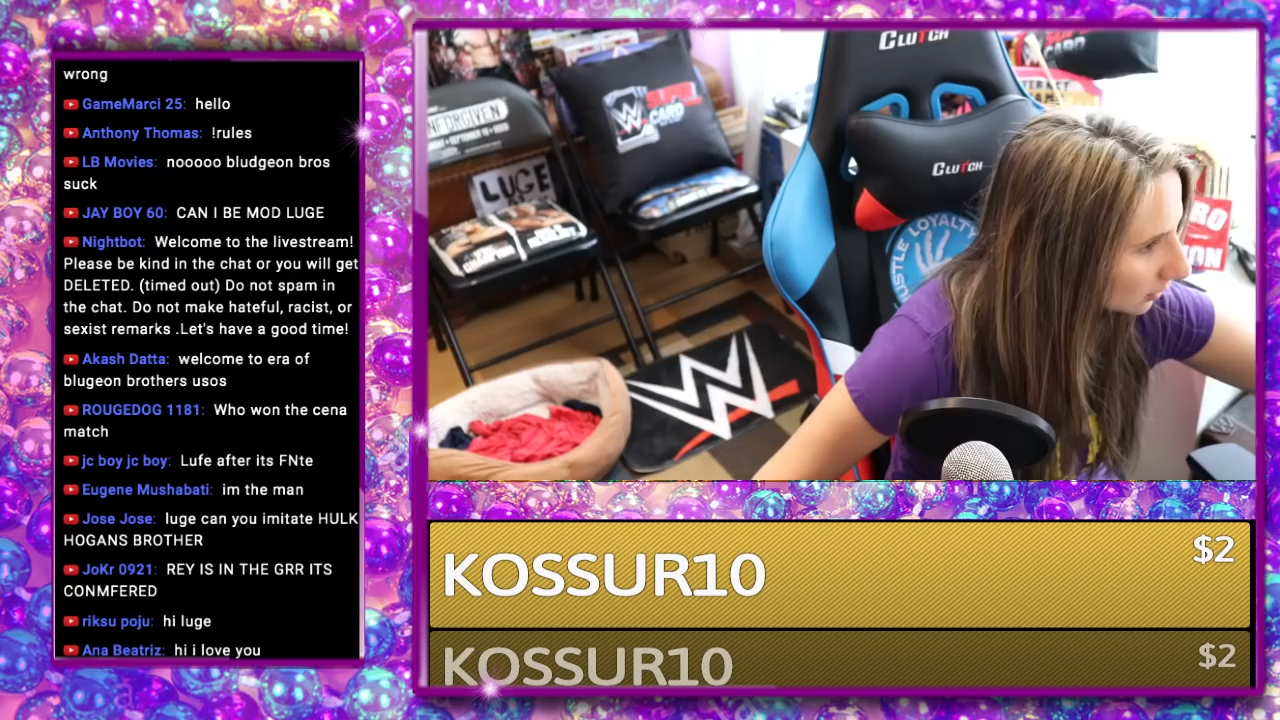 wrong
GameMarci 25: hello
Anthony Thomas: !rules
LB Movies: nooooo bludgeon bros
suck
JAY BOY 60: CAN I BE MOD LUGE
Nightbot: Welcome to the livestream!
Please be kind in the chat or you will get
DELETED. (timed out) Do not spam in
the chat. Do not make hateful, racist, or
sexist remarks .Let's have a good time!
Akash Datta: welcome to era of
blugeon brothers usos
ROUGEDOG 1181: Who won the cena
match
jc boy jc boy: Lufe after its FNte
Eugene Mushabati: im the man
Jose Jose: luge can you imitate HULK
HOGANS BROTHER
JoKr 0921: REY IS IN THE GRR ITS
CONMFERED
riksu poju: hi luge
Ana Beatriz: hi i love you
CLUTCH
CARD
NFORGIVEN
W SUPER
CARD
CLUTCH
LUGE
HUSTLE LOYALTY
KOSSUR10
$2
KOSSUR10
$2